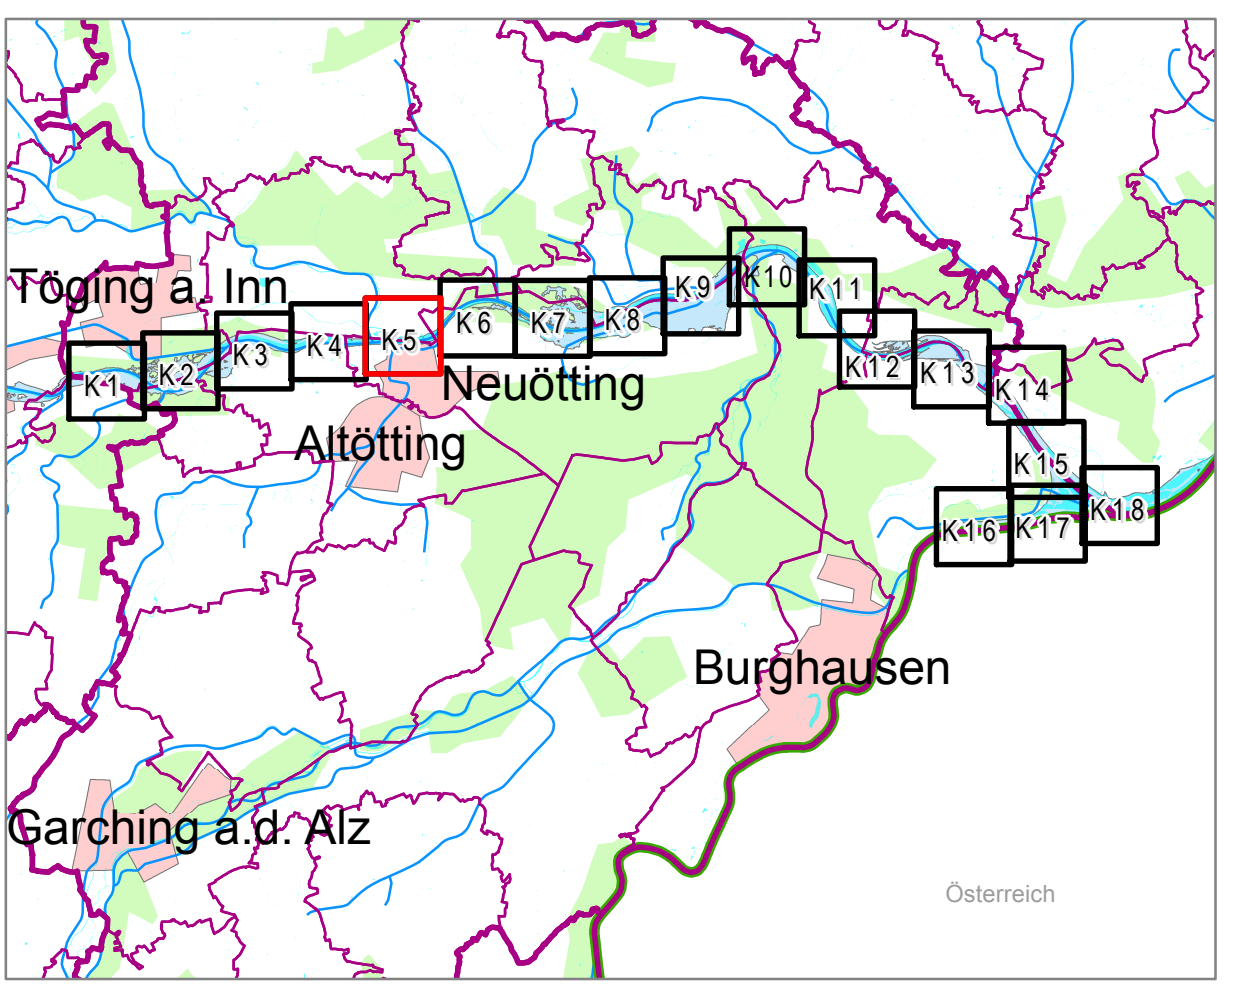 Töging a. Inn
K1
K2
K3
K4
K5
K6
K7
K8
K9
K10
K11
K12
K13
K14
K15
K16
K17
K18
Neuötting
Altötting
Burghausen
Garching a.d. Alz
Österreich